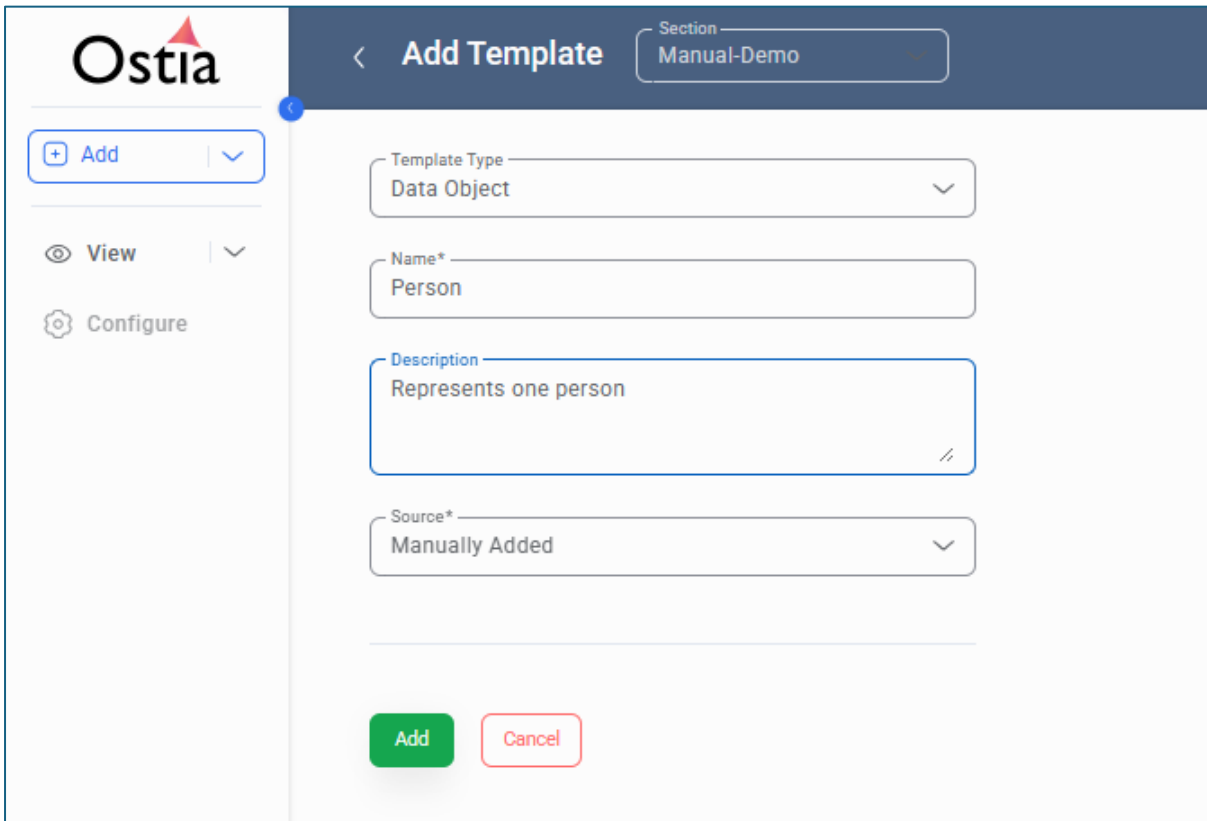 Ostia
Add
View
Configure
Add Template
Section
Manual-Demo
Template Type
Data Object
Name*
Person
Description
Represents one person
Source*
Manually Added
Add
Cancel